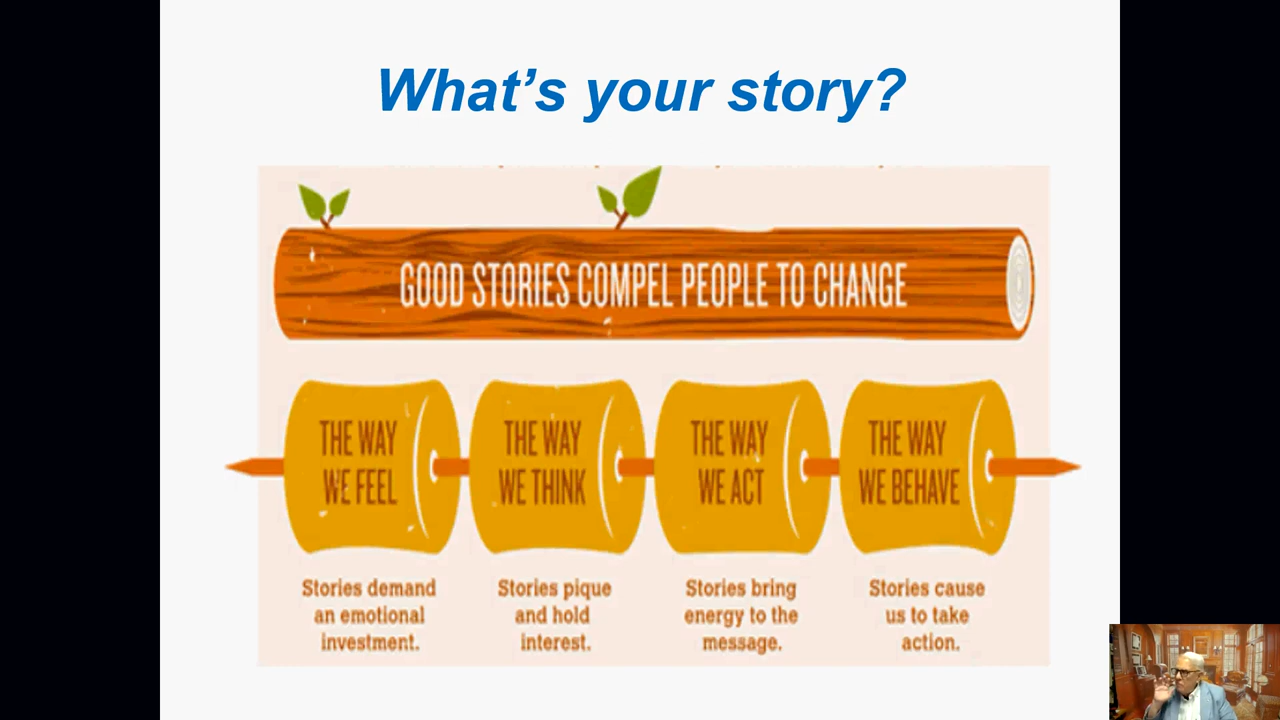 What's your story?
GOOD STORIES COMPEL PEOPLE TO CHANGE
THE WAY
WE FEEL
THE WAY
WE THINK
THE WAY
WE ACT
THE WAY
WE BEHAVE
Stories demand
an emotional
investment.
Stories pique
and hold
interest.
Stories bring
energy to the
message.
Stories cause
us to take
action.